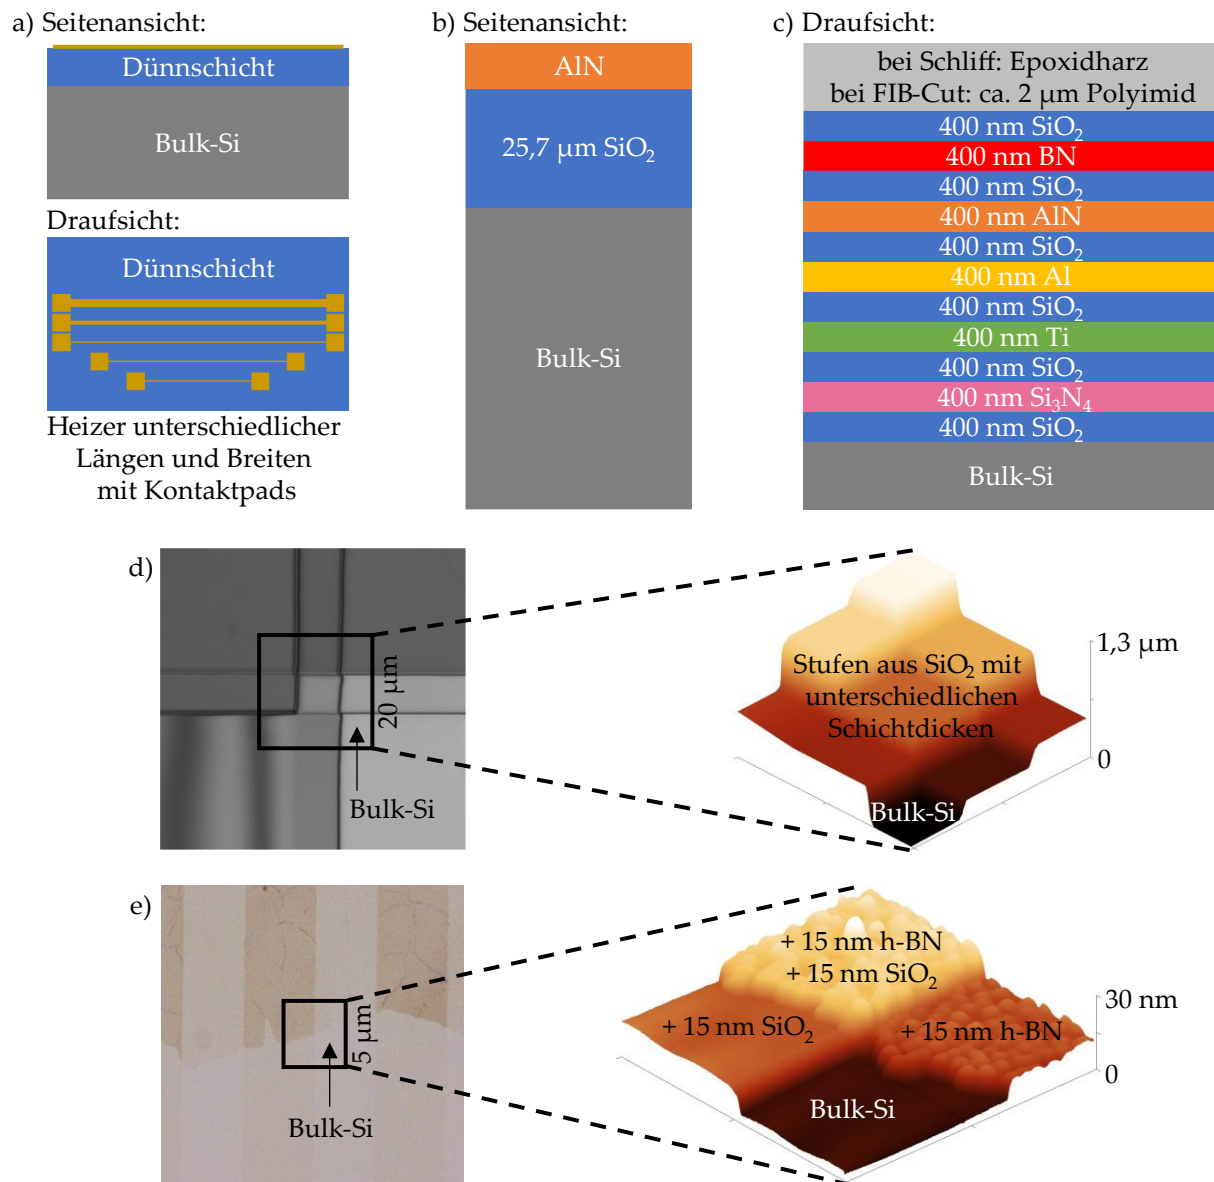 a) Seitenansicht:
Dünnschicht
Bulk-Si
Draufsicht:
Dünnschicht
Heizer unterschiedlicher
Längen und Breiten
mit Kontaktpads
b) Seitenansicht:
AlN
25,7 µm SiO₂
Bulk-Si
c) Draufsicht:
bei Schliff: Epoxidharz
bei FIB-Cut: ca. 2 µm Polyimid
400 nm SiO₂
400 nm BN
400 nm SiO₂
400 nm AlN
400 nm SiO₂
400 nm Al
400 nm SiO₂
400 nm Ti
400 nm SiO₂
400 nm Si₃N₄
400 nm SiO₂
Bulk-Si
d)
20 µm
Bulk-Si
Stufen aus SiO₂ mit
unterschiedlichen
Schichtdicken
Bulk-Si
1,3 µm
0
e)
5 µm
Bulk-Si
+ 15 nm h-BN
+ 15 nm SiO₂
+ 15 nm SiO₂
+ 15 nm h-BN
Bulk-Si
30 nm
0